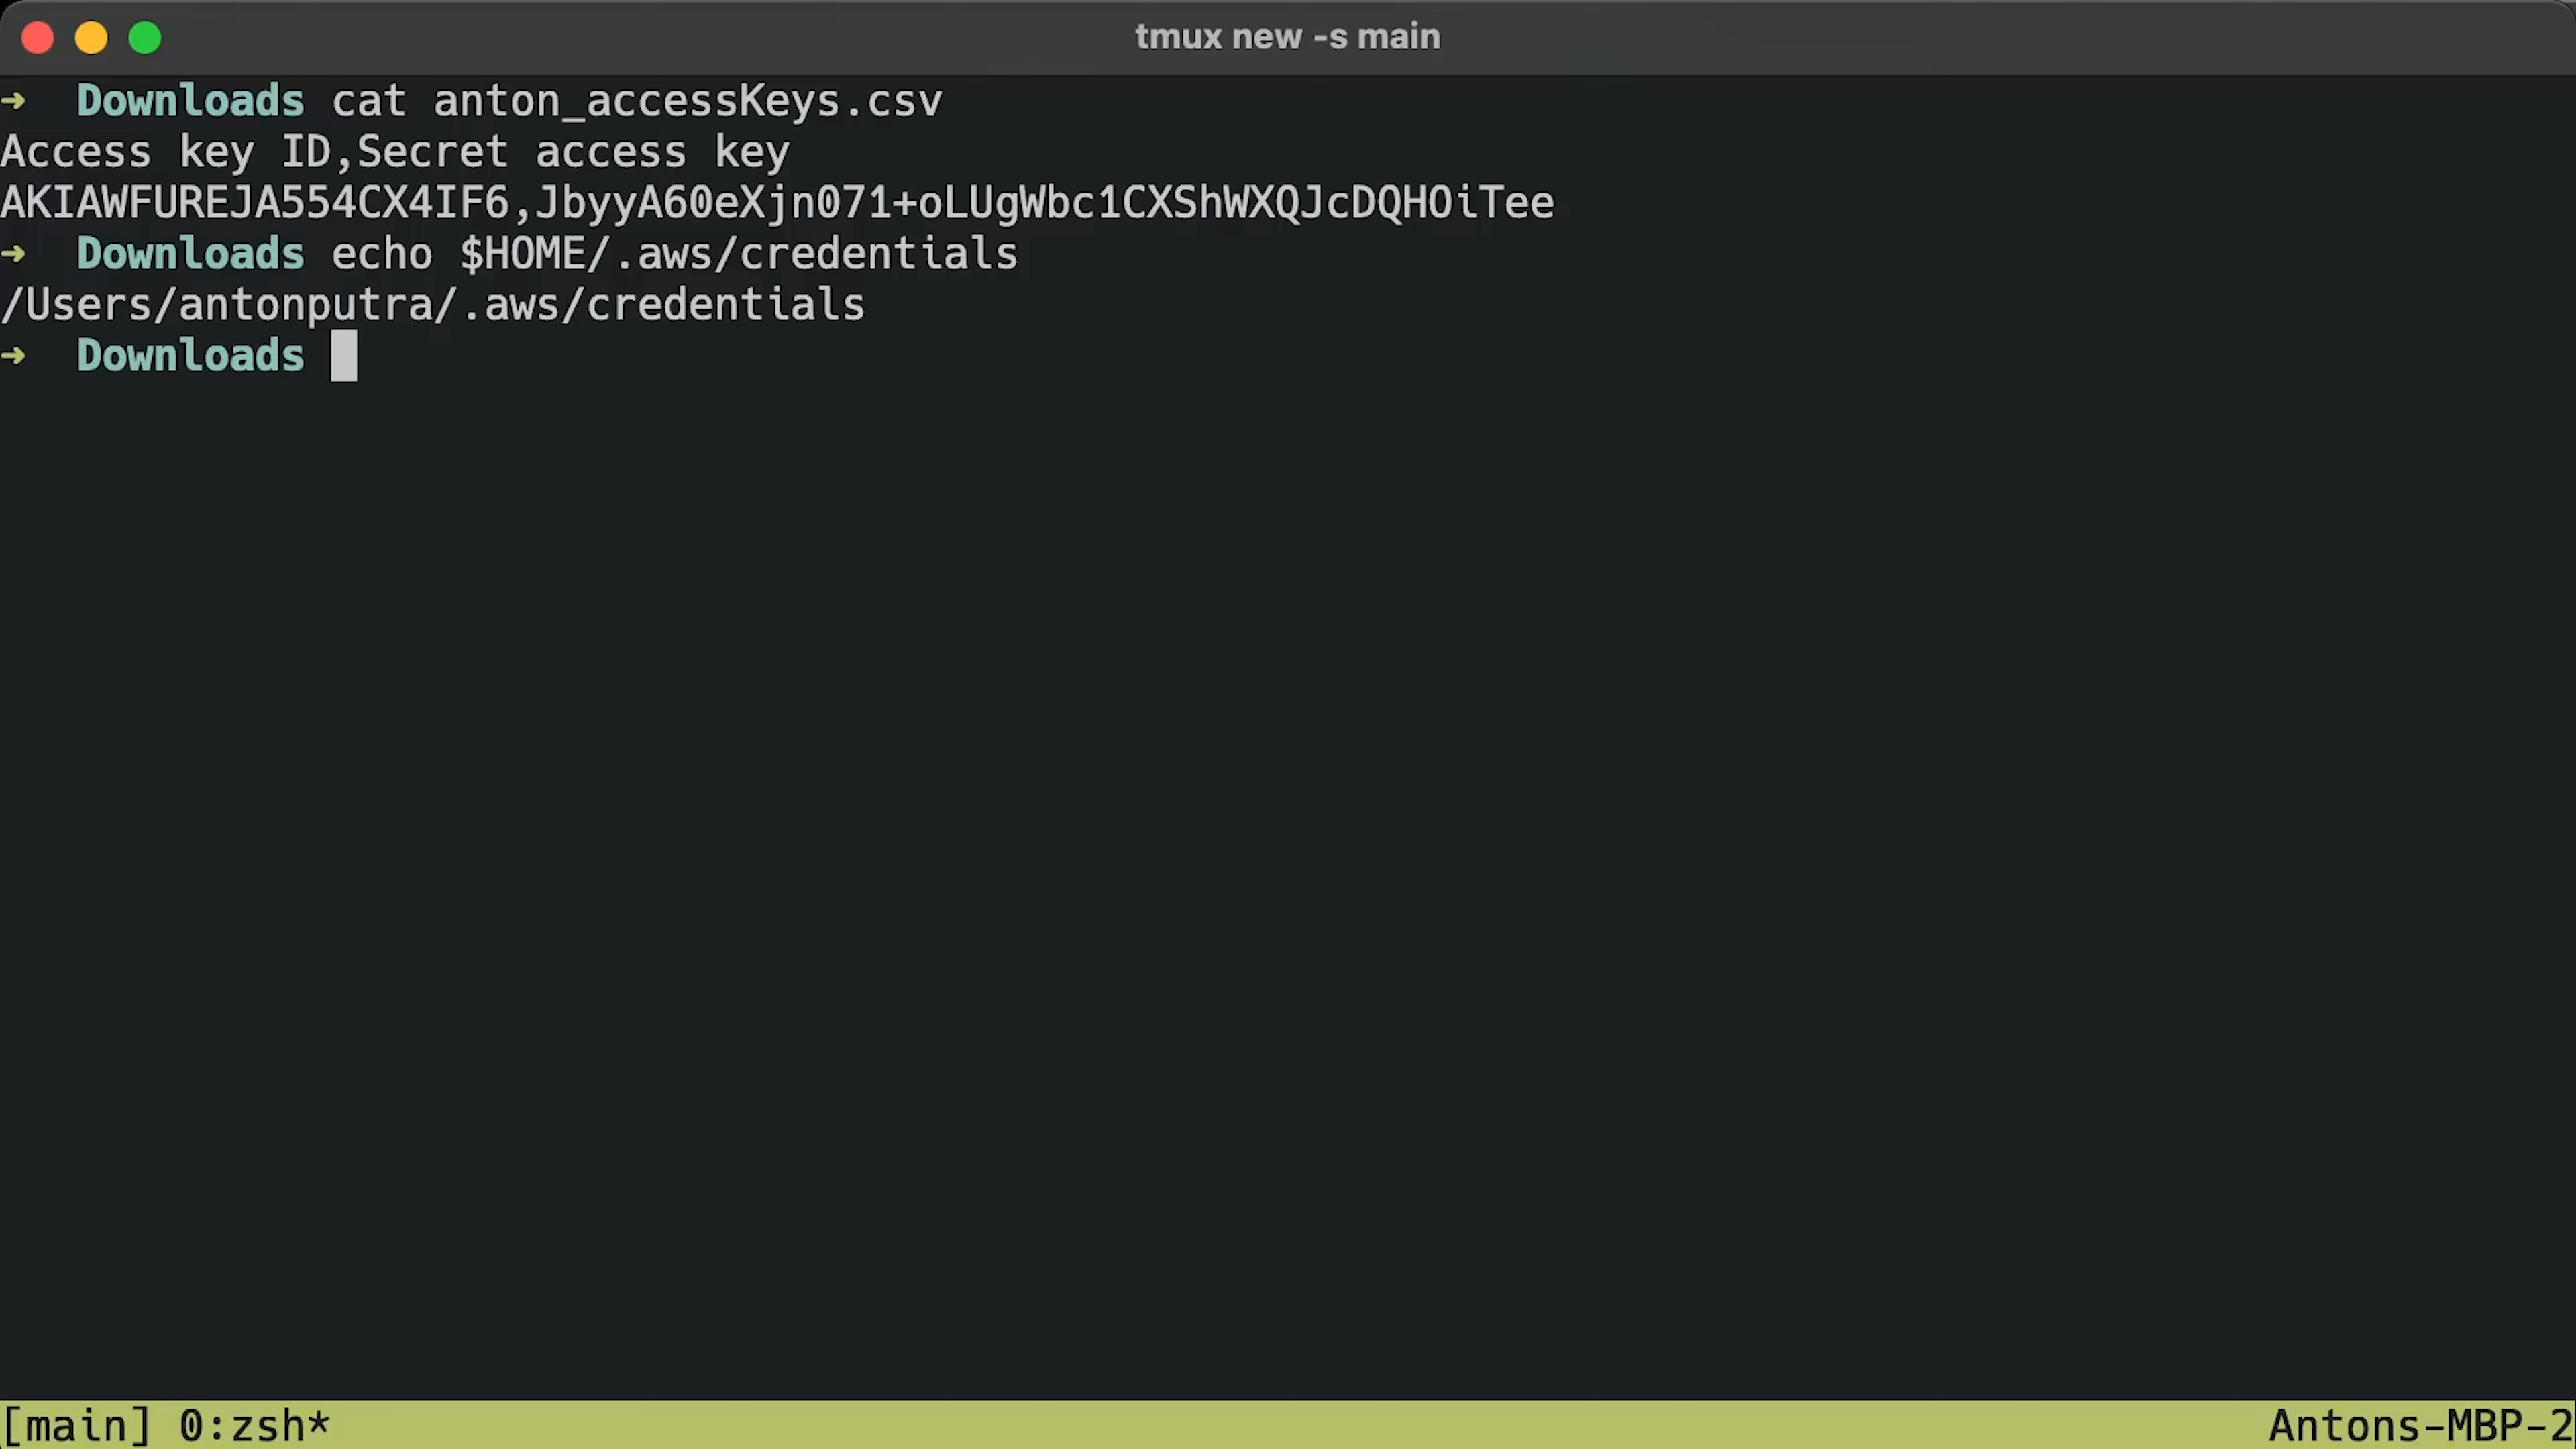 tmux new -s main
➜ Downloads cat anton_accessKeys.csv
Access key ID,Secret access key
AKIAWFUREJA554CX4IF6,JbyyA60eXjn071+oLUgWbc1CXShWXQJcDQHOiTee
➜ Downloads echo $HOME/.aws/credentials
/Users/antonputra/.aws/credentials
➜ Downloads
[main] 0:zsh* Antons-MBP-2